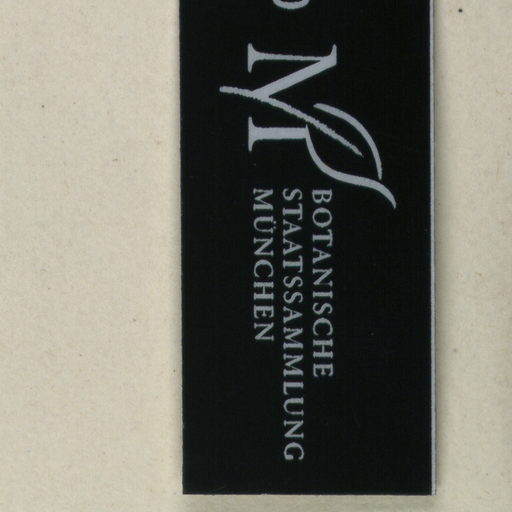 M
BOTANISCHE
STAATSSAMMLUNG
MÜNCHEN